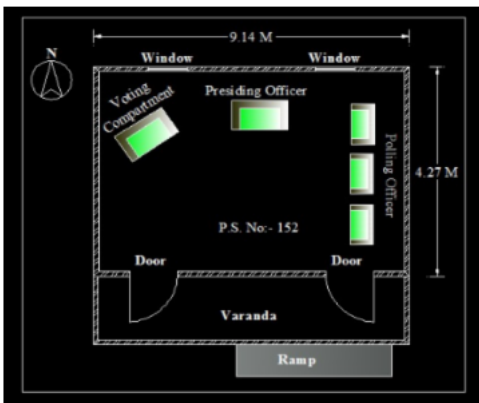 9.14 M
N
Window
Window
Voting
Compartment
Presiding Officer
Polling Officer
4.27 M
P.S. No:- 152
Door
Door
Varanda
Ramp